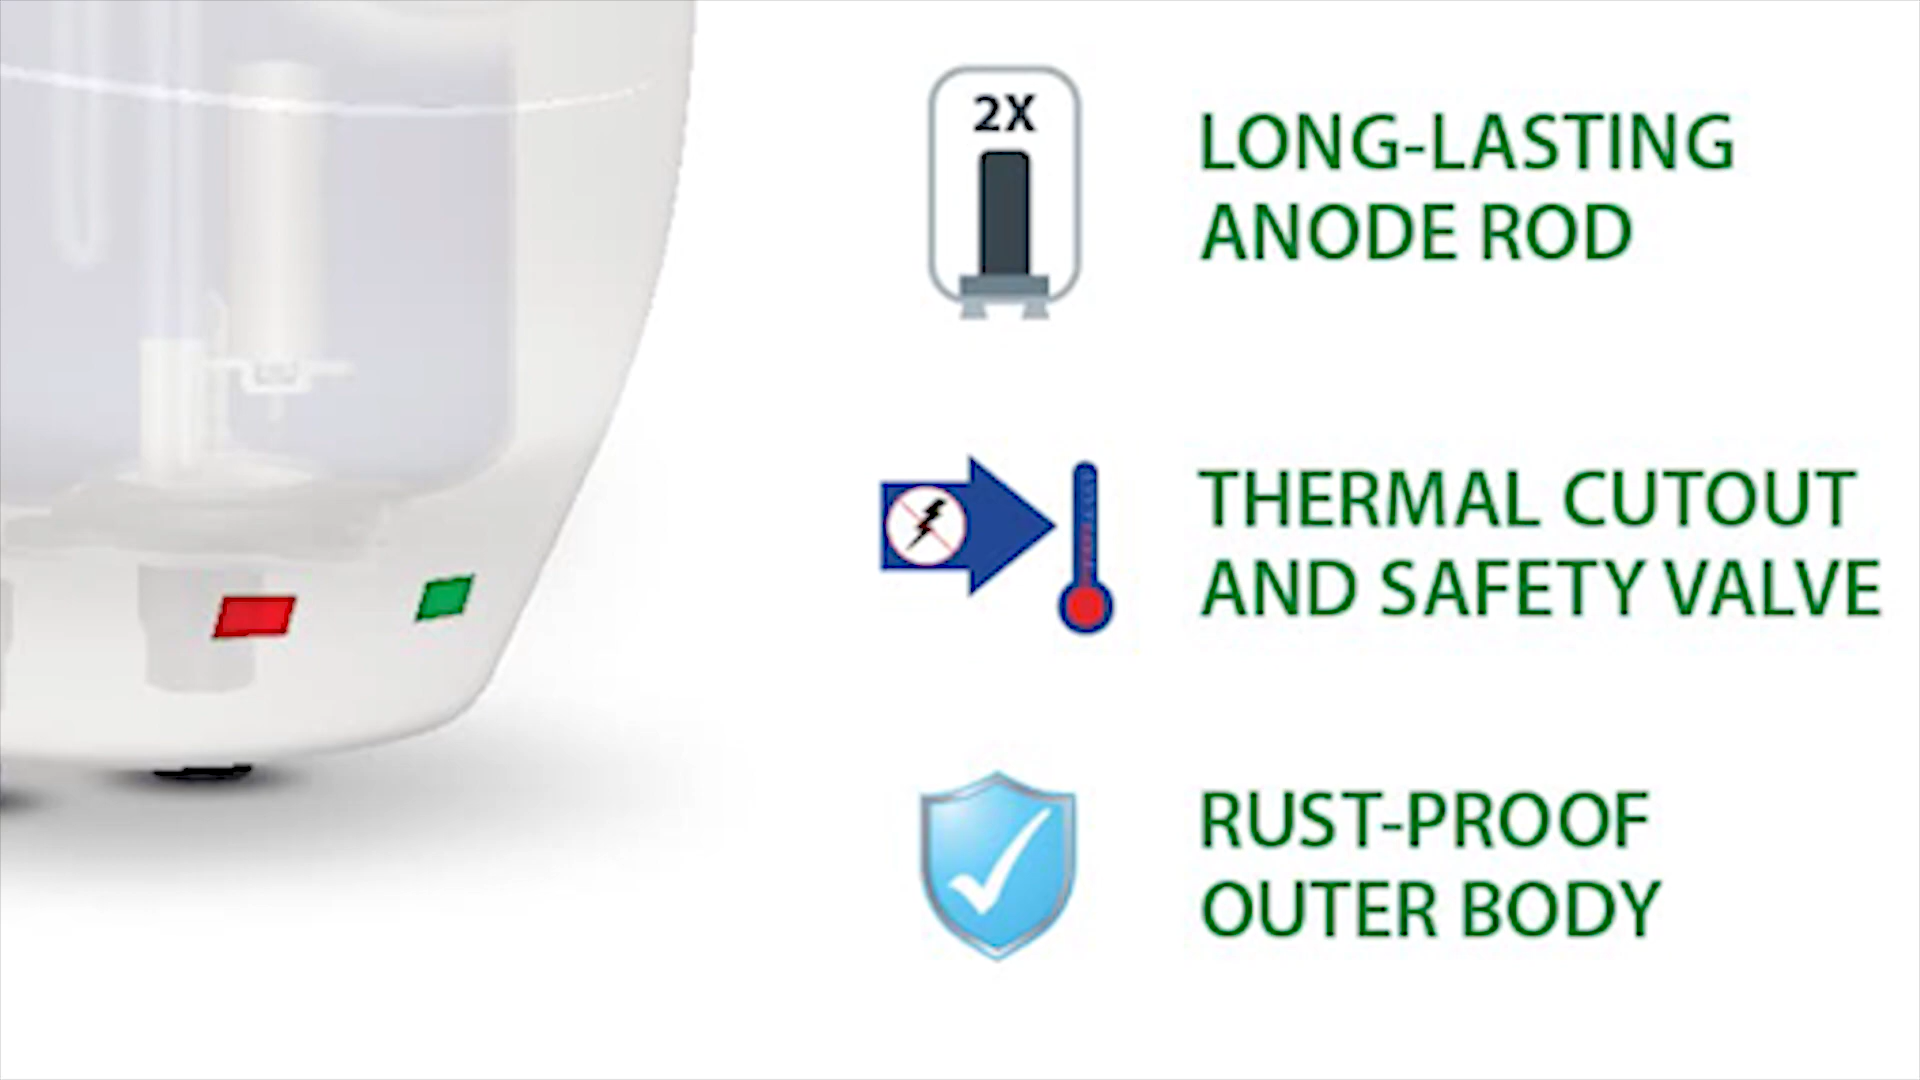 2X
LONG-LASTING
ANODE ROD
THERMAL CUTOUT
AND SAFETY VALVE
RUST-PROOF
OUTER BODY